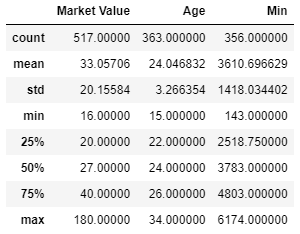 Market Value Age Min
count 517.00000 363.000000 356.000000
mean 33.05706 24.046832 3610.696629
std 20.15584 3.266354 1418.034402
min 16.00000 15.000000 143.000000
25% 20.00000 22.000000 2518.750000
50% 27.00000 24.000000 3783.000000
75% 40.00000 26.000000 4803.000000
max 180.00000 34.000000 6174.000000